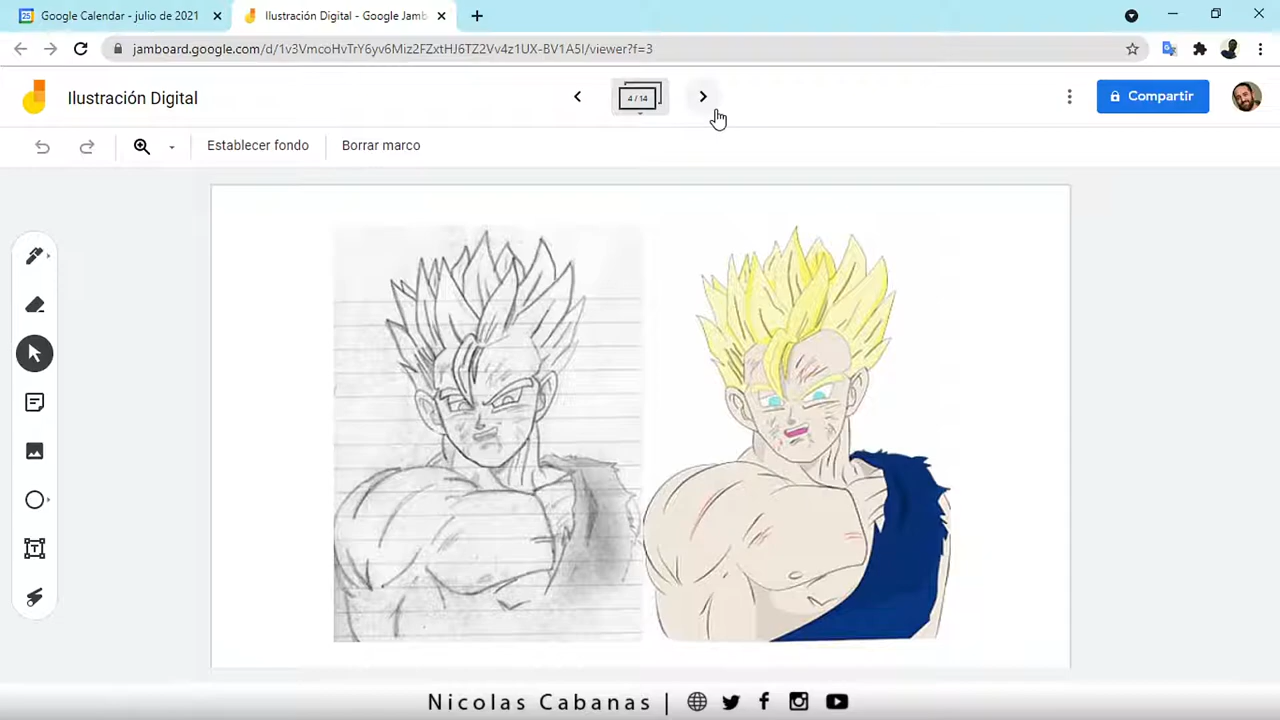 Google Calendar - julio de 2021
Ilustración Digital - Google Jamb
jamboard.google.com/d/1v3VmcoHvTrY6yv6Miz2FZxtHJ6TZ2Vv4z1UX-BV1A5I/viewer?f=3
Ilustración Digital
4 / 14
Compartir
Establecer fondo
Borrar marco
Nicolas Cabanas |